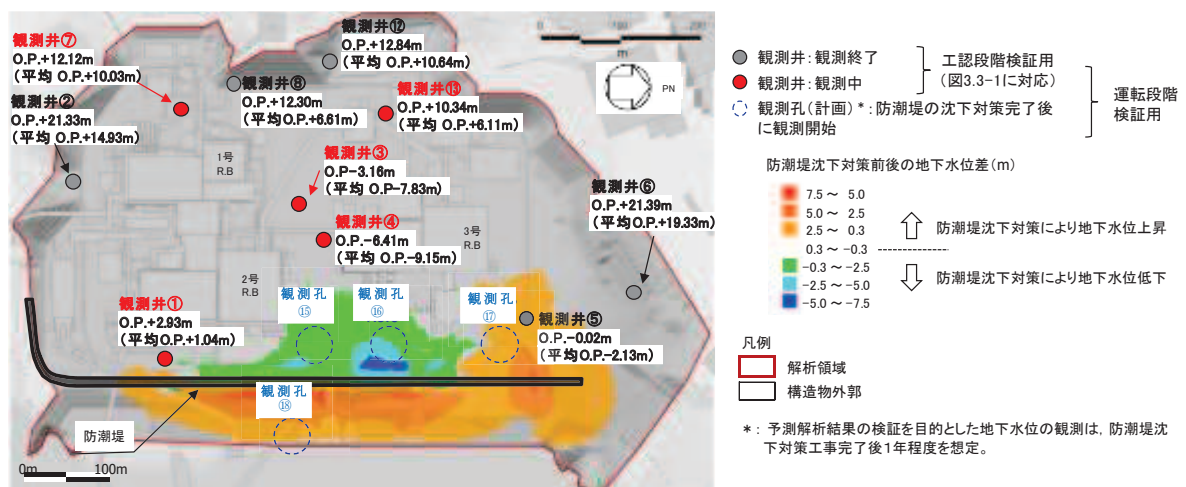 観測井⑦
O.P.+12.12m
(平均 O.P.+10.03m)
観測井②
O.P.+21.33m
(平均 O.P.+14.93m)
観測井⑫
O.P.+12.84m
(平均 O.P.+10.64m)
観測井⑧
O.P.+12.30m
(平均 O.P.+6.61m)
観測井⑬
O.P.+10.34m
(平均 O.P.+6.11m)
観測井③
O.P-3.16m
(平均 O.P-7.83m)
観測井④
O.P.-6.41m
(平均 O.P.-9.15m)
観測井⑥
O.P.+21.39m
(平均 O.P.+19.33m)
観測井①
O.P.+2.93m
(平均O.P.+1.04m)
観測井⑤
O.P.-0.02m
(平均O.P.-2.13m)
1号
R.B
2号
R.B
3号
R.B
観測孔
⑮
観測孔
⑯
観測孔
⑰
観測孔
⑱
防潮堤
0m 100m
m
PN
観測井:観測終了
観測井:観測中
工認段階検証用
(図3.3-1に対応)
観測孔(計画)*:防潮堤の沈下対策完了後
に観測開始
運転段階
検証用
防潮堤沈下対策前後の地下水位差(m)
7.5 ～ 5.0
5.0 ～ 2.5
2.5 ～ 0.3
0.3 ～ -0.3
-0.3～ -2.5
-2.5～ -5.0
-5.0～ -7.5
防潮堤沈下対策により地下水位上昇
防潮堤沈下対策により地下水位低下
凡例
解析領域
構造物外郭
*: 予測解析結果の検証を目的とした地下水位の観測は,防潮堤沈
下対策工事完了後1年程度を想定。